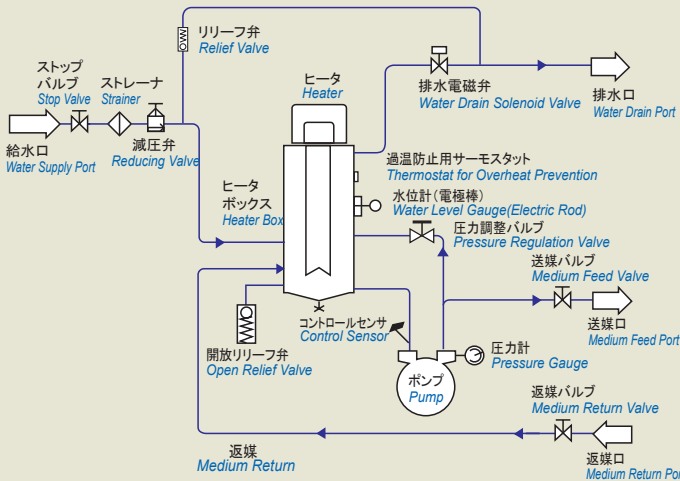 リリーフ弁
Relief Valve
ストップ
バルブ
Stop Valve
ストレーナ
Strainer
ヒータ
Heater
排水電磁弁
Water Drain Solenoid Valve
排水口
Water Drain Port
給水口
Water Supply Port
減圧弁
Reducing Valve
過温防止用サーモスタット
Thermostat for Overheat Prevention
ヒータ
ボックス
Heater Box
水位計（電極棒）
Water Level Gauge(Electric Rod)
圧力調整バルブ
Pressure Regulation Valve
送媒バルブ
Medium Feed Valve
送媒口
Medium Feed Port
コントロールセンサ
Control Sensor
開放リリーフ弁
Open Relief Valve
圧力計
Pressure Gauge
ポンプ
Pump
返媒バルブ
Medium Return Valve
返媒
Medium Return
返媒口
Medium Return Por